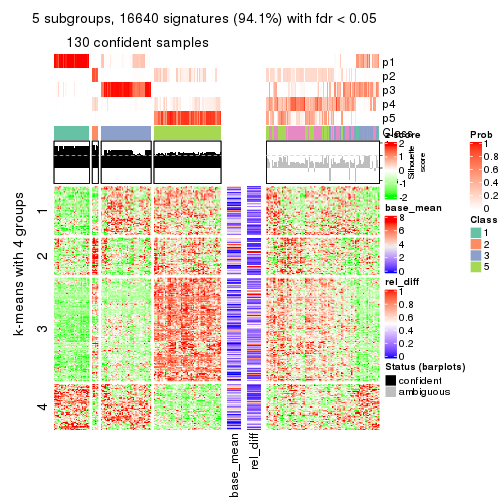 5 subgroups, 16640 signatures (94.1%) with fdr < 0.05
130 confident samples
p1
p2
p3
p4
p5
Class
z-score
2
1
0
-1
-2
Silhouette
score
base_mean
8
6
4
2
0
rel_diff
1
0.8
0.6
0.4
0.2
0
Status (barplots)
confident
ambiguous
Prob
1
0.8
0.6
0.4
0.2
0
Class
1
2
3
5
k-means with 4 groups
1
2
3
4
base_mean
rel_diff